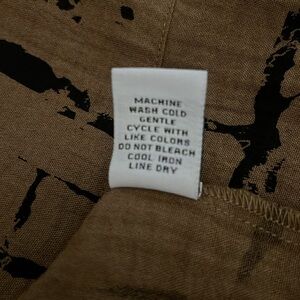 MACHINE
WASH COLD
GENTLE
CYCLE WITH
LIKE COLORS
DO NOT BLEACH
COOL IRON
LINE DRY